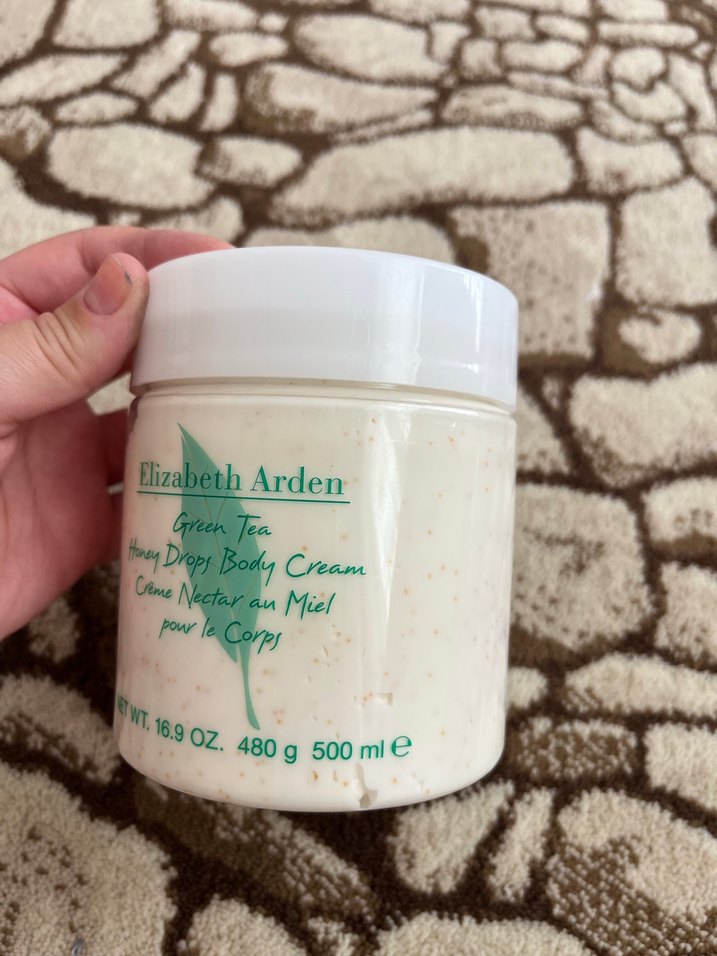 Elizabeth Arden
Green Tea
Honey Drops Body Cream
Crème Nectar au Miel
pour le Corps
NET WT. 16.9 OZ. 480 g 500 ml ℮